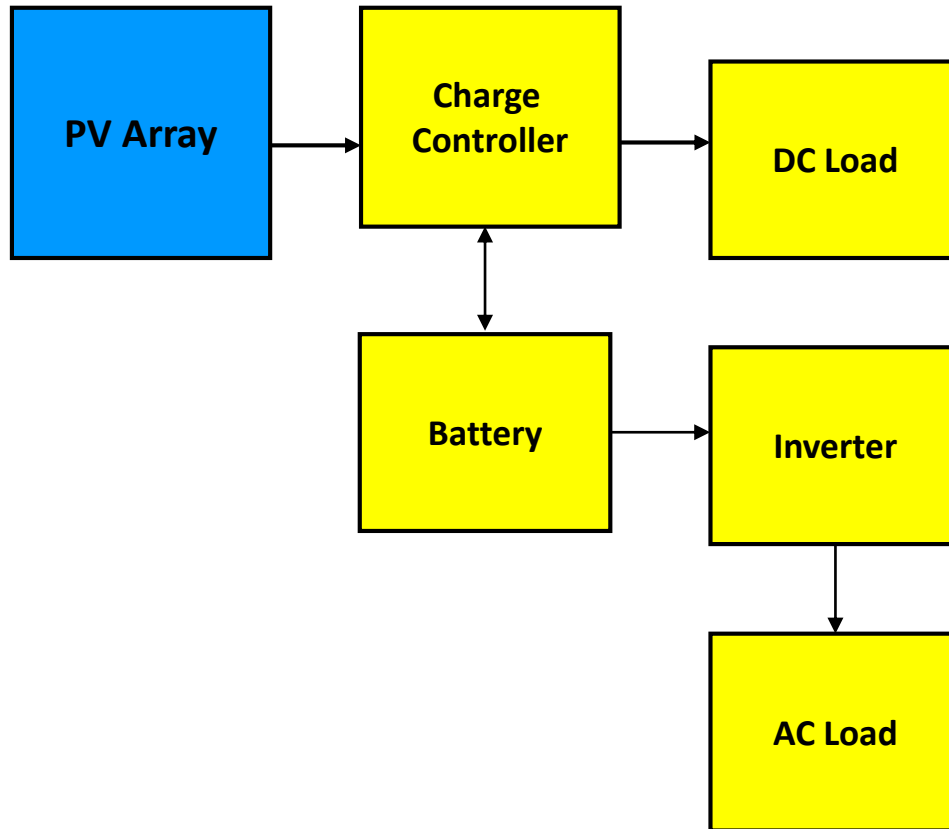 PV Array
Charge
Controller
DC Load
Battery
Inverter
AC Load